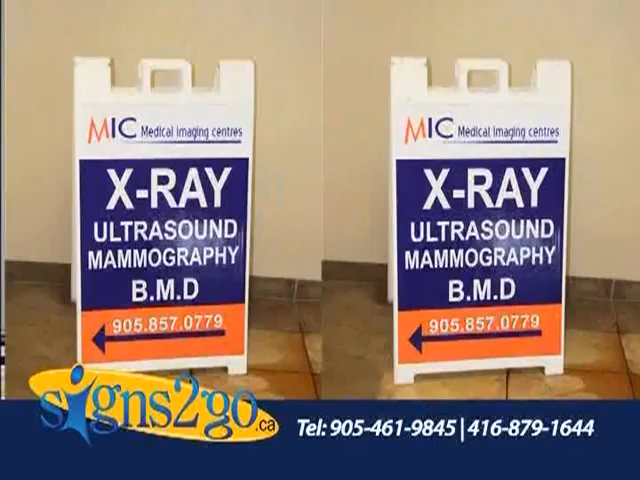 MIC Medical imaging centres
X-RAY
ULTRASOUND
MAMMOGRAPHY
B.M.D
905.857.0779
MIC Medical imaging centres
X-RAY
ULTRASOUND
MAMMOGRAPHY
B.M.D
905.857.0779
signs2go.ca
Tel: 905-461-9845 | 416-879-1644